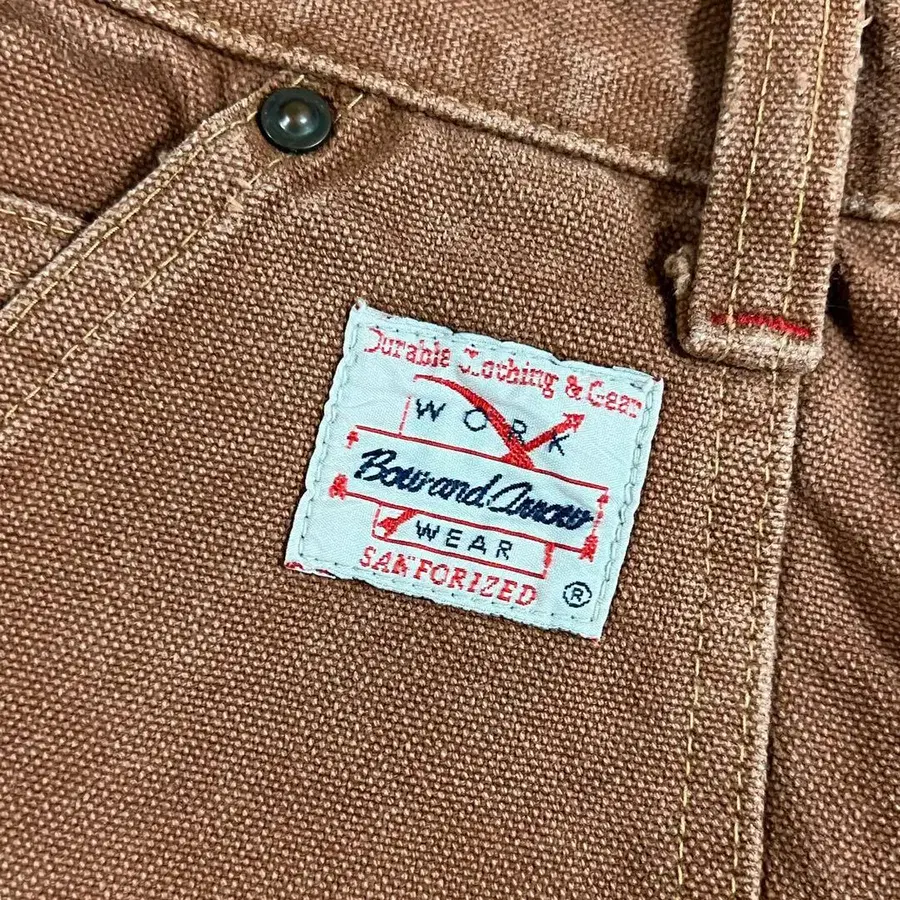 Durable Clothing & Gear
WORK
Bow and Arrow
WEAR
SANFORIZED
®